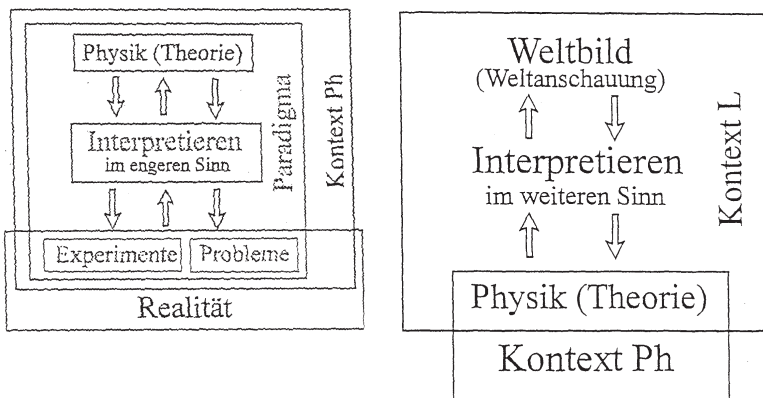 Physik (Theorie)
Interpretieren
im engeren Sinn
Paradigma
Kontext Ph
Experimente
Probleme
Realität
Weltbild
(Weltanschauung)
Interpretieren
im weiteren Sinn
Kontext L
Physik (Theorie)
Kontext Ph